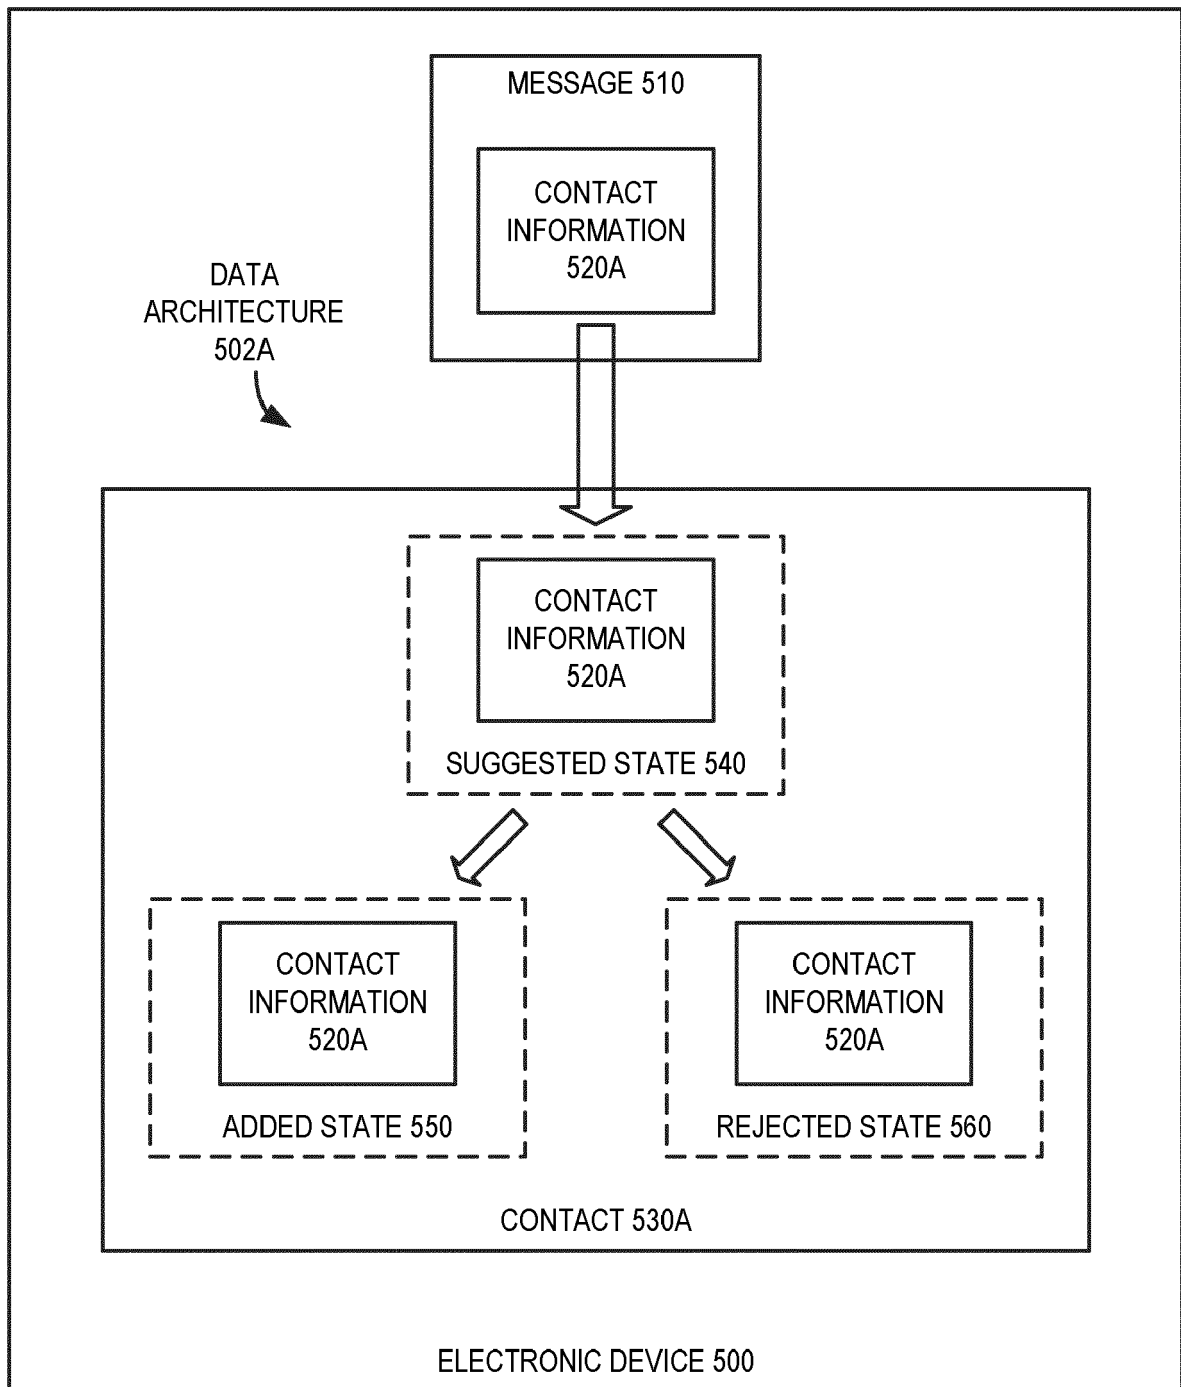 MESSAGE 510
CONTACT
INFORMATION
520A
DATA
ARCHITECTURE
502A
CONTACT
INFORMATION
520A
SUGGESTED STATE 540
CONTACT
INFORMATION
520A
ADDED STATE 550
CONTACT
INFORMATION
520A
REJECTED STATE 560
CONTACT 530A
ELECTRONIC DEVICE 500